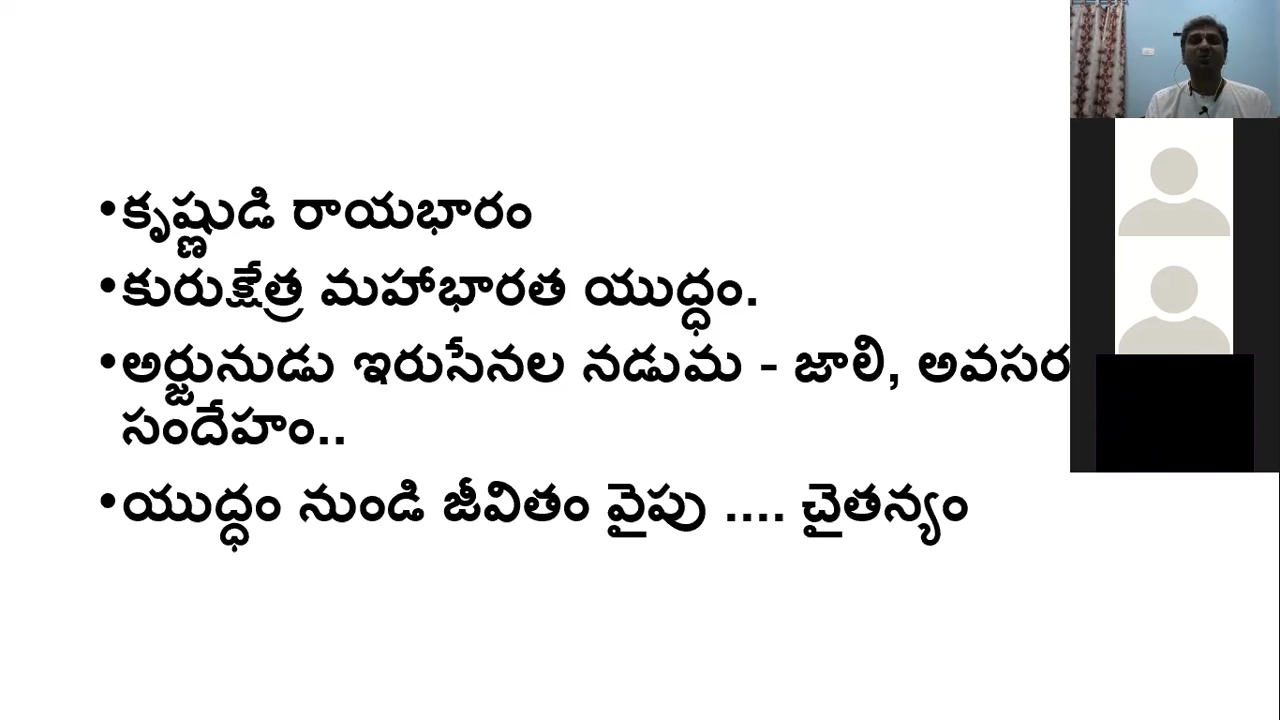 •కృష్ణుడి రాయభారం
•కురుక్షేత్ర మహాభారత యుద్ధం.
•అర్జునుడు ఇరుసేనల నడుమ - జాలి, అవసర
సందేహం..
•యుద్ధం నుండి జీవితం వైపు .... చైతన్యం